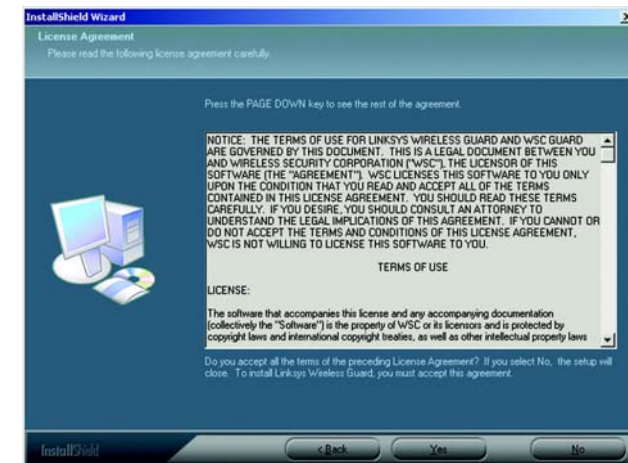 InstallShield Wizard
License Agreement
Please read the following license agreement carefully.
Press the PAGE DOWN key to see the rest of the agreement.
NOTICE: THE TERMS OF USE FOR LINKSYS WIRELESS GUARD AND WSC GUARD
ARE GOVERNED BY THIS DOCUMENT. THIS IS A LEGAL DOCUMENT BETWEEN YOU
AND WIRELESS SECURITY CORPORATION ("WSC"), THE LICENSOR OF THIS
SOFTWARE (THE "AGREEMENT"). WSC LICENSES THIS SOFTWARE TO YOU ONLY
UPON THE CONDITION THAT YOU READ AND ACCEPT ALL OF THE TERMS
CONTAINED IN THIS LICENSE AGREEMENT. YOU SHOULD READ THESE TERMS
CAREFULLY. IF YOU DESIRE, YOU SHOULD CONSULT AN ATTORNEY TO
UNDERSTAND THE LEGAL IMPLICATIONS OF THIS AGREEMENT. IF YOU CANNOT OR
DO NOT ACCEPT THE TERMS AND CONDITIONS OF THIS LICENSE AGREEMENT,
WSC IS NOT WILLING TO LICENSE THIS SOFTWARE TO YOU.
TERMS OF USE
LICENSE:
The software that accompanies this license and any accompanying documentation
(collectively the "Software") is the property of WSC or its licensors and is protected by
copyright laws and international copyright treaties, as well as other intellectual property laws
Do you accept all the terms of the preceding License Agreement? If you select No, the setup will
close. To install Linksys Wireless Guard, you must accept this agreement.
InstallShield
< Back
Yes
No